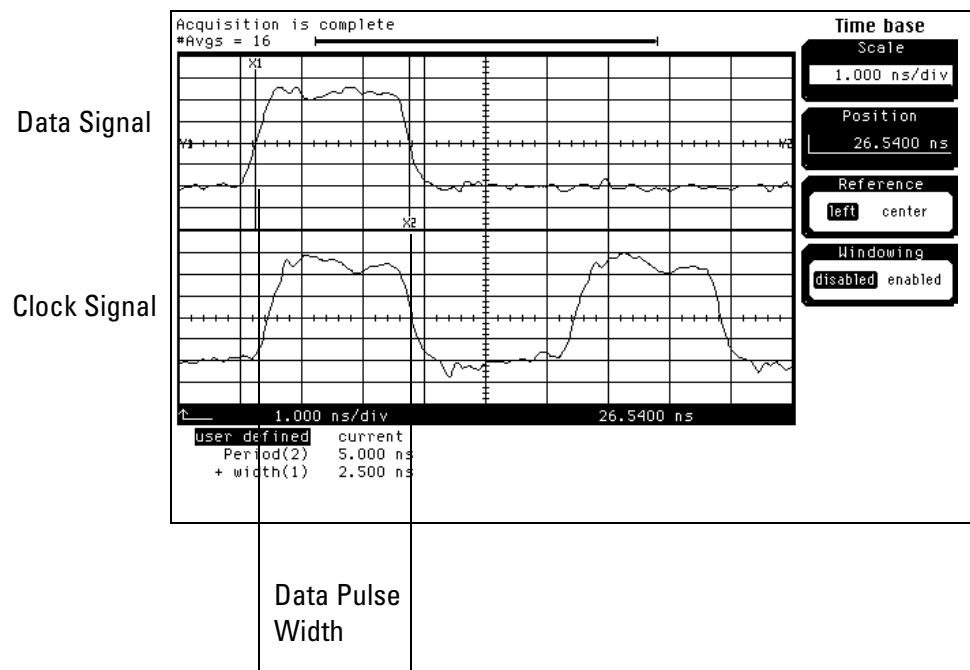 Acquisition is complete
#Avgs = 16
Time base
Scale
1.000 ns/div
Position
26.5400 ns
Reference
left center
Windowing
disabled enabled
Data Signal
X1
Y1
Y2
X2
Clock Signal
1.000 ns/div 26.5400 ns
user defined current
Period(2) 5.000 ns
+ width(1) 2.500 ns
Data Pulse
Width